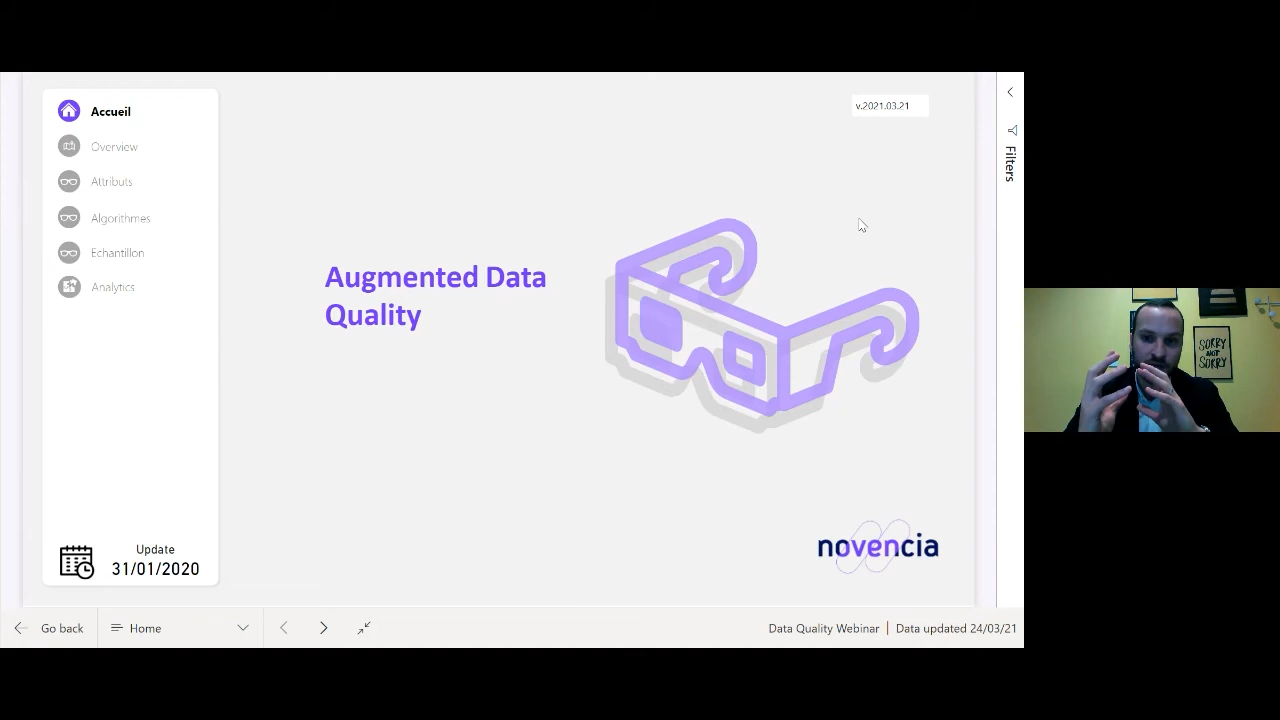 Accueil
Overview
Attributs
Algorithmes
Echantillon
Analytics
Update
31/01/2020
v.2021.03.21
Augmented Data
Quality
novencia
Filters
SORRY
NOT
SORRY
Go back
Home
Data Quality Webinar | Data updated 24/03/21